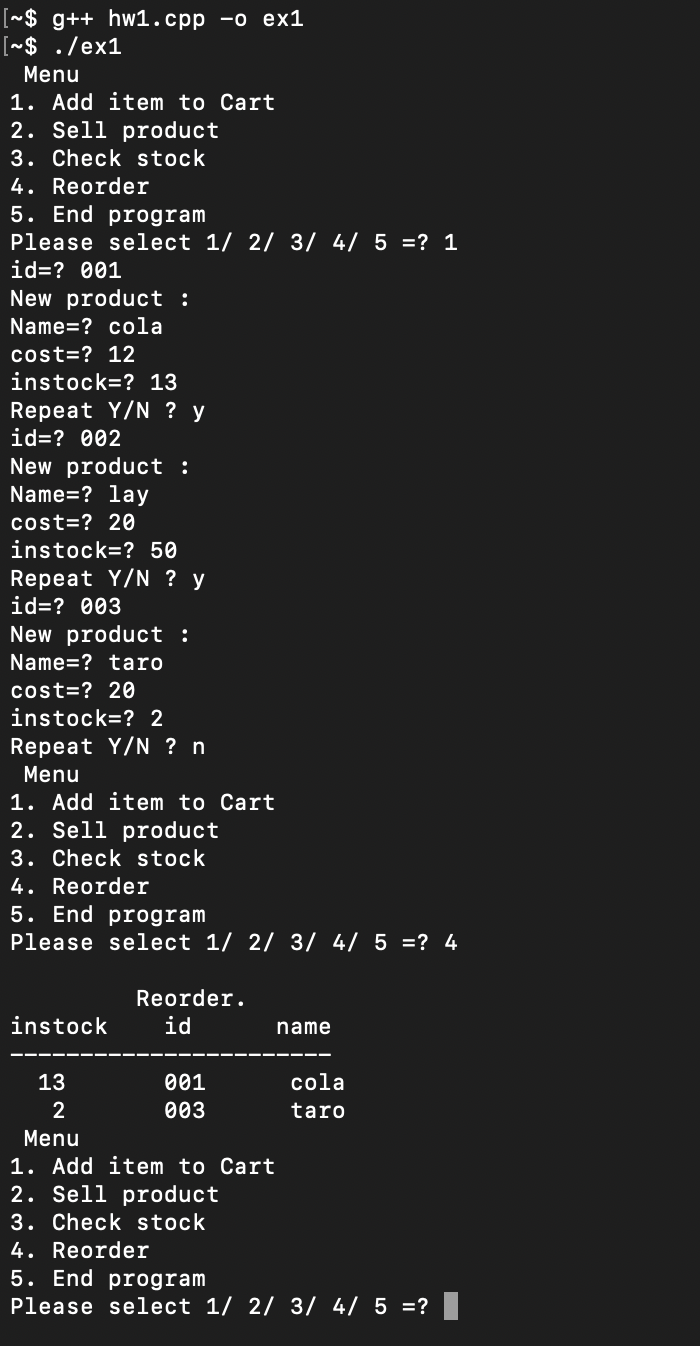 [~$ g++ hw1.cpp -o ex1
[~$ ./ex1
 Menu
1. Add item to Cart
2. Sell product
3. Check stock
4. Reorder
5. End program
Please select 1/ 2/ 3/ 4/ 5 =? 1
id=? 001
New product :
Name=? cola
cost=? 12
instock=? 13
Repeat Y/N ? y
id=? 002
New product :
Name=? lay
cost=? 20
instock=? 50
Repeat Y/N ? y
id=? 003
New product :
Name=? taro
cost=? 20
instock=? 2
Repeat Y/N ? n
 Menu
1. Add item to Cart
2. Sell product
3. Check stock
4. Reorder
5. End program
Please select 1/ 2/ 3/ 4/ 5 =? 4

         Reorder.
instock    id      name
-----------------------
  13       001      cola
   2       003      taro
 Menu
1. Add item to Cart
2. Sell product
3. Check stock
4. Reorder
5. End program
Please select 1/ 2/ 3/ 4/ 5 =?